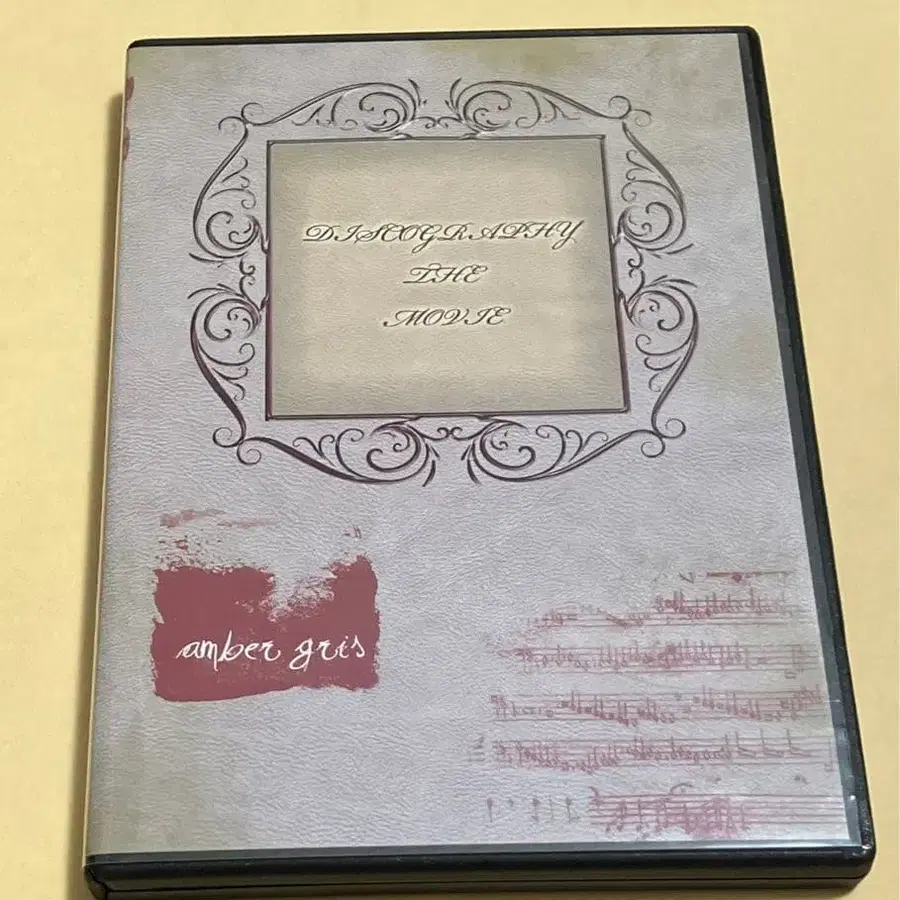 DISCOGRAPHY
THE
MOVIE
amber gris